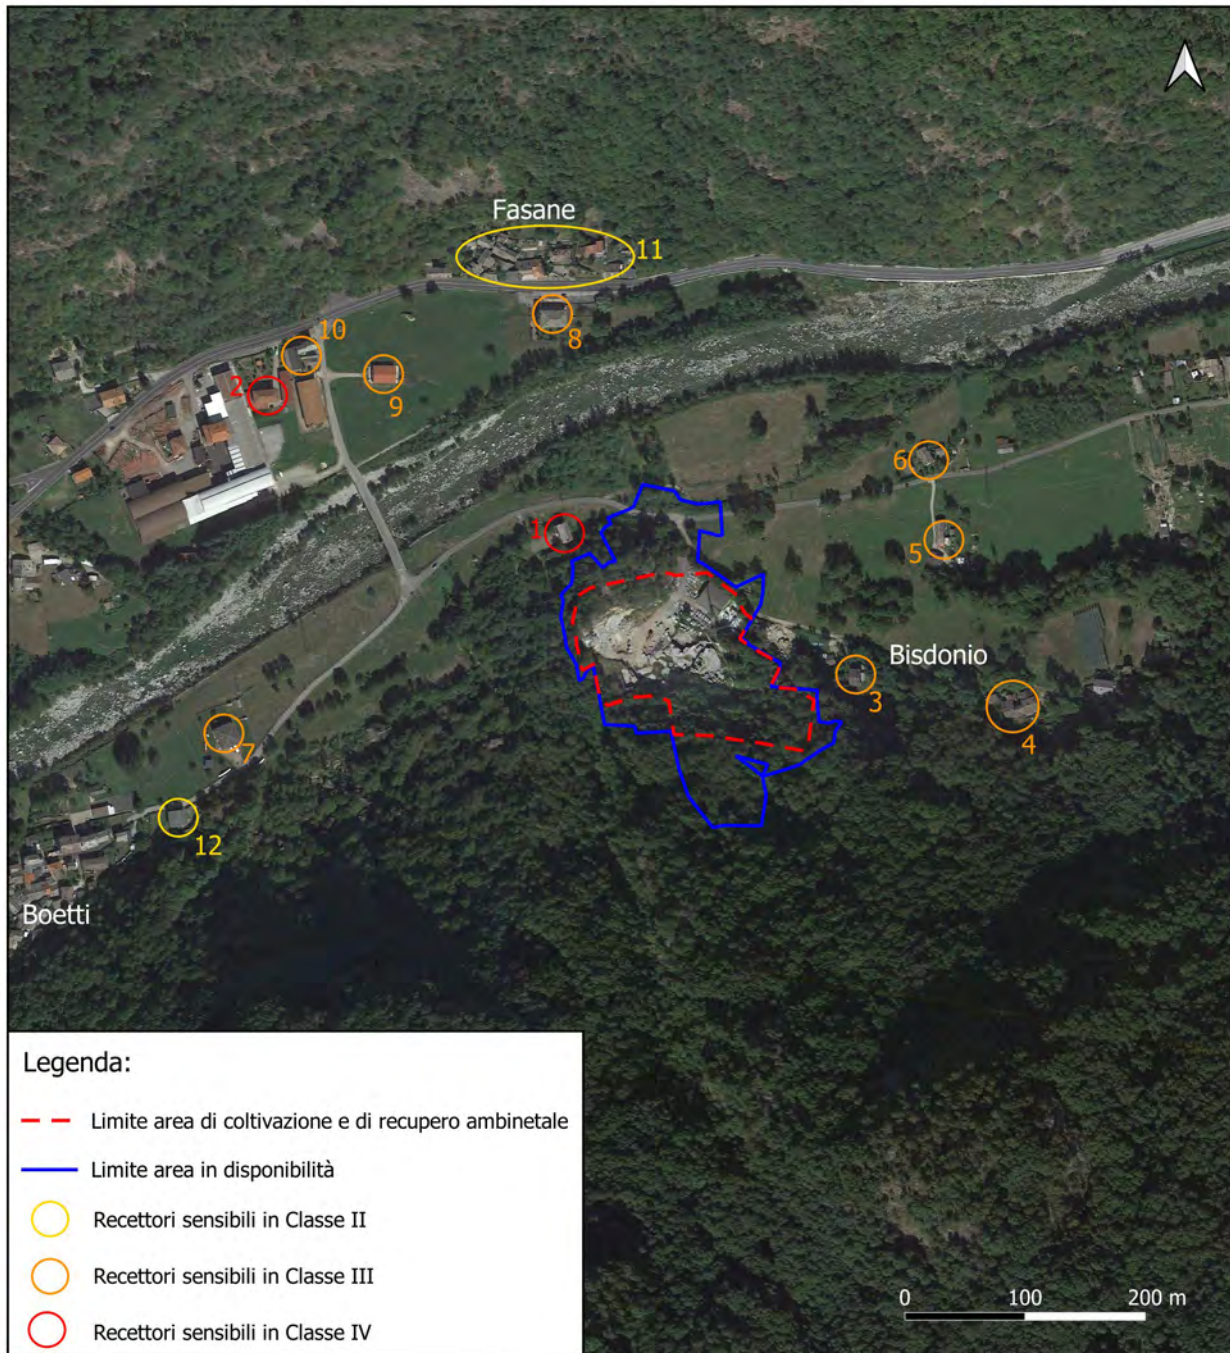 Fasane
11
8
10
2
9
6
1
5
Bisdonio
3
4
7
12
Boetti
Legenda:
Limite area di coltivazione e di recupero ambinetale
Limite area in disponibilità
Recettori sensibili in Classe II
Recettori sensibili in Classe III
Recettori sensibili in Classe IV
0 100 200 m